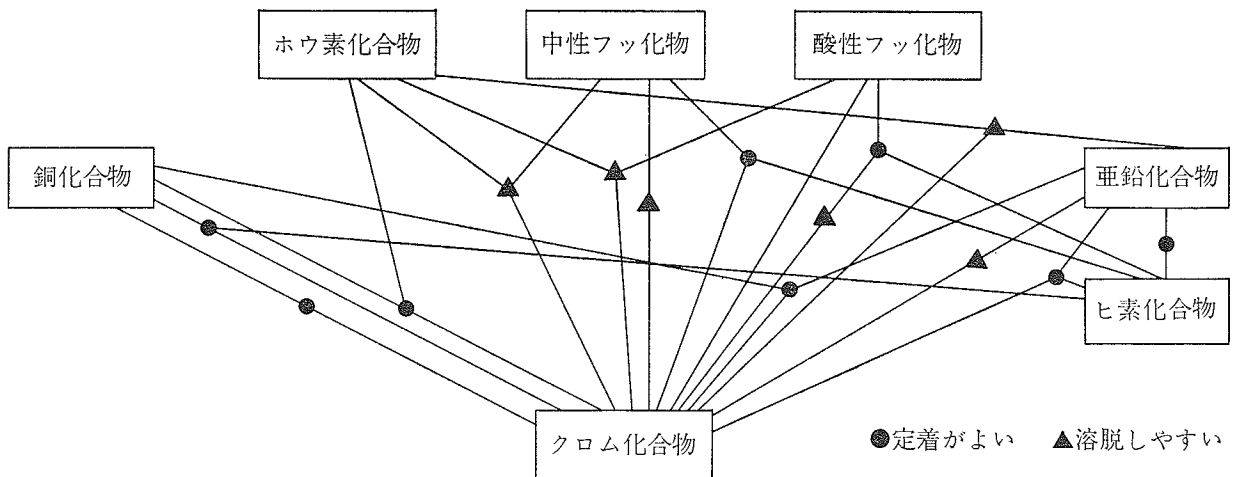 ホウ素化合物
中性フッ化物
酸性フッ化物
銅化合物
亜鉛化合物
ヒ素化合物
クロム化合物
●定着がよい ▲溶脱しやすい